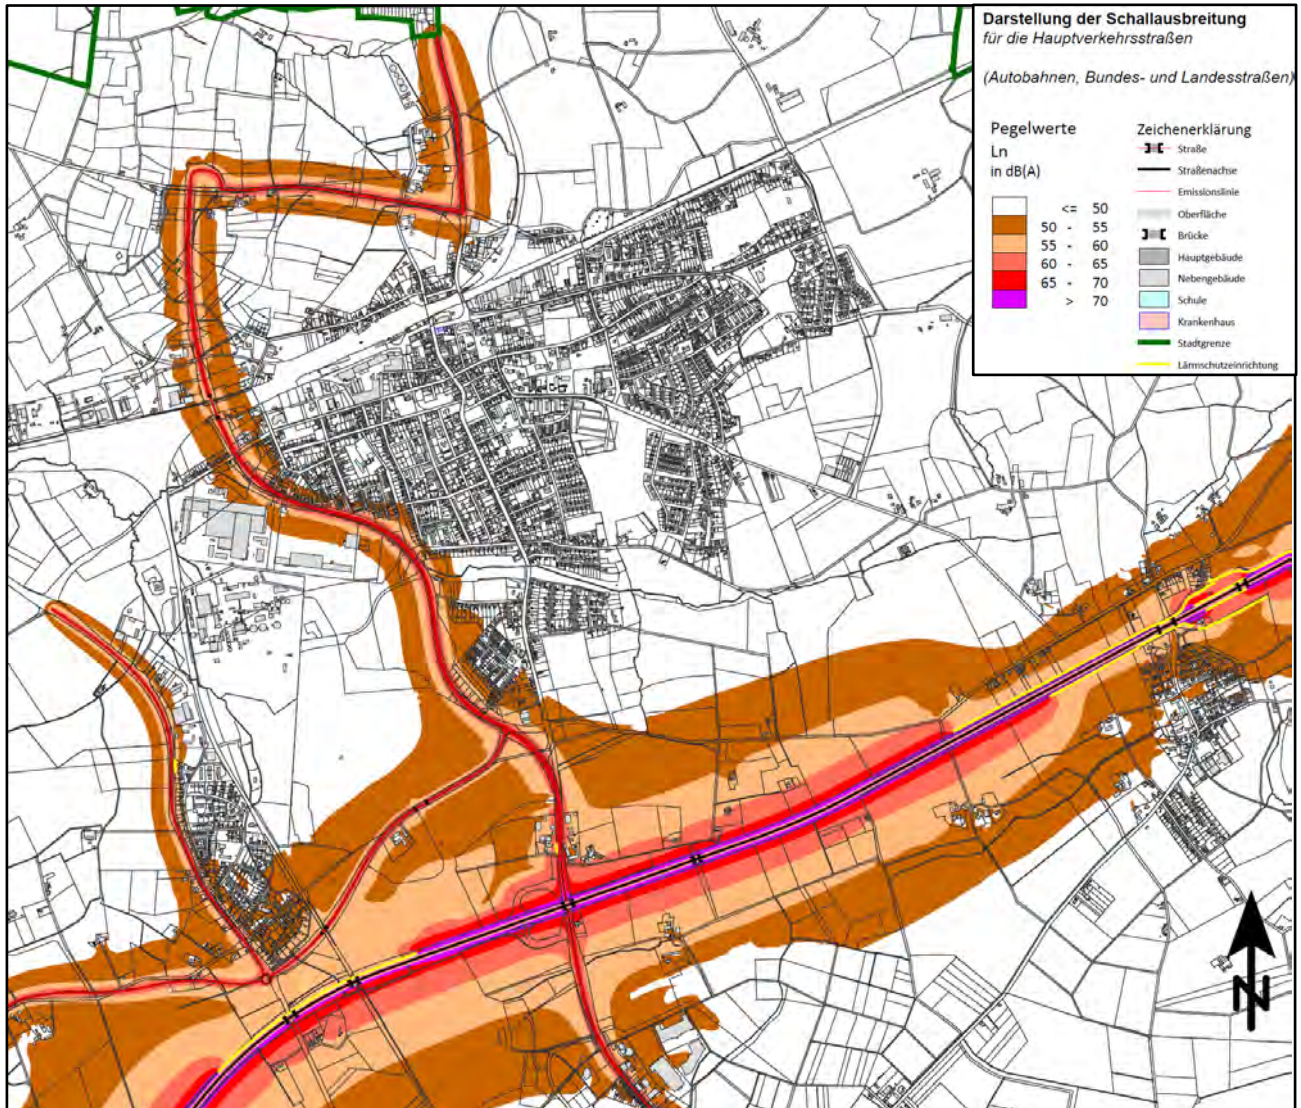 Darstellung der Schallausbreitung
für die Hauptverkehrsstraßen
(Autobahnen, Bundes- und Landesstraßen)
Pegelwerte
Ln
in dB(A)
<= 50
50 - 55
55 - 60
60 - 65
65 - 70
> 70
Zeichenerklärung
Straße
Straßenachse
Emissionslinie
Oberfläche
Brücke
Hauptgebäude
Nebengebäude
Schule
Krankenhaus
Stadtgrenze
Lärmschutzeinrichtung
N